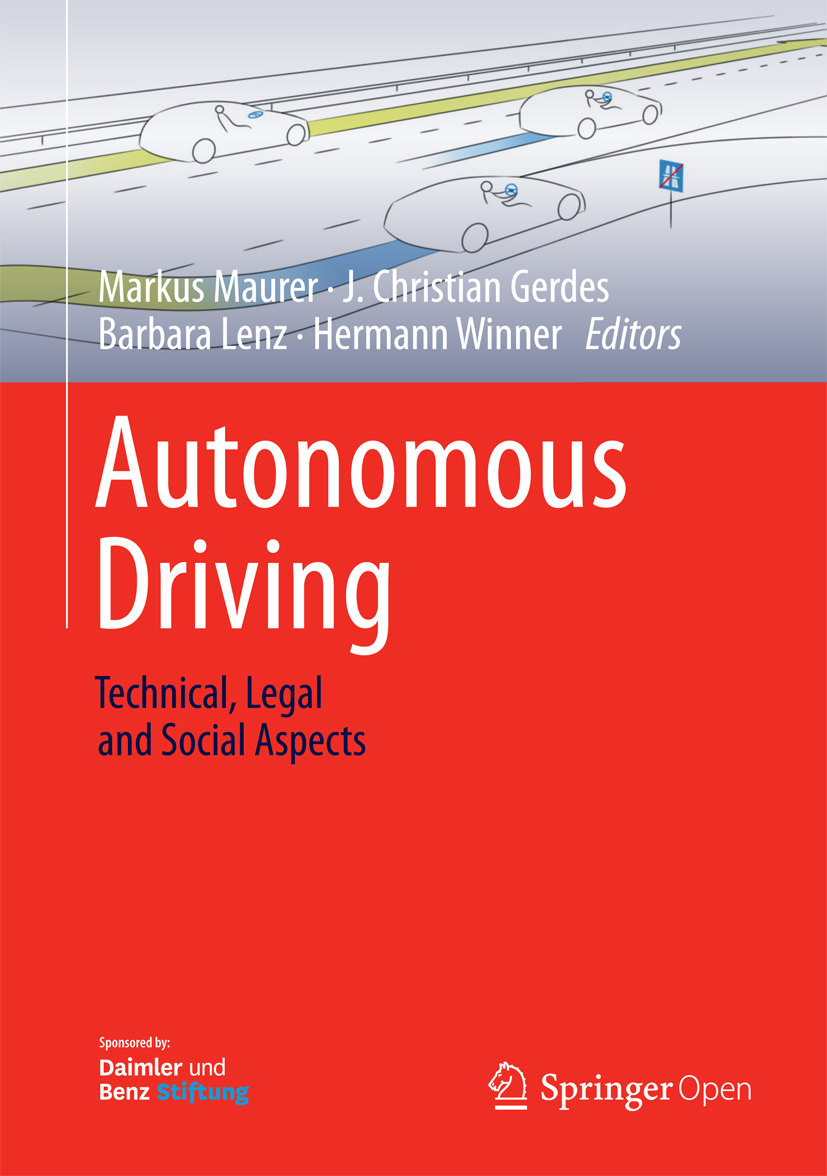 Markus Maurer · J. Christian Gerdes
Barbara Lenz · Hermann Winner Editors
Autonomous
Driving
Technical, Legal
and Social Aspects
Sponsored by:
Daimler und
Benz Stiftung
Springer Open